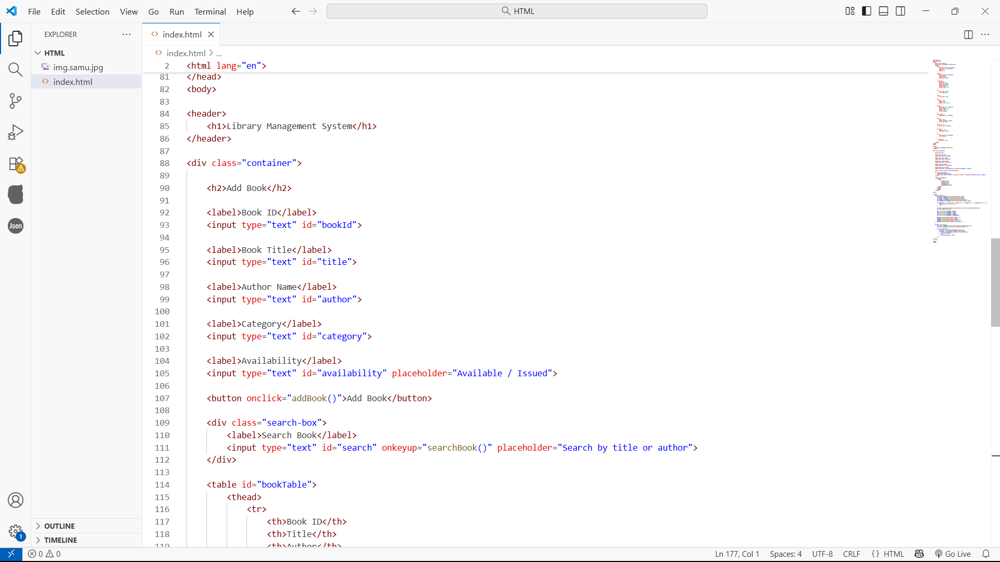 File Edit Selection View Go Run Terminal Help
HTML
EXPLORER
index.html
HTML
img.samu.jpg
index.html
index.html > ...
2 <html lang="en">
81 </head>
82 <body>
83
84 <header>
85 <h1>Library Management System</h1>
86 </header>
87
88 <div class="container">
89
90 <h2>Add Book</h2>
91
92 <label>Book ID</label>
93 <input type="text" id="bookId">
94
95 <label>Book Title</label>
96 <input type="text" id="title">
97
98 <label>Author Name</label>
99 <input type="text" id="author">
100
101 <label>Category</label>
102 <input type="text" id="category">
103
104 <label>Availability</label>
105 <input type="text" id="availability" placeholder="Available / Issued">
106
107 <button onclick="addBook()">Add Book</button>
108
109 <div class="search-box">
110 <label>Search Book</label>
111 <input type="text" id="search" onkeyup="searchBook()" placeholder="Search by title or author">
112 </div>
113
114 <table id="bookTable">
115 <thead>
116 <tr>
117 <th>Book ID</th>
118 <th>Title</th>
119 <th>Author</th>
Json
OUTLINE
1
TIMELINE
0 0
Ln 177, Col 1 Spaces: 4 UTF-8 CRLF {} HTML Go Live